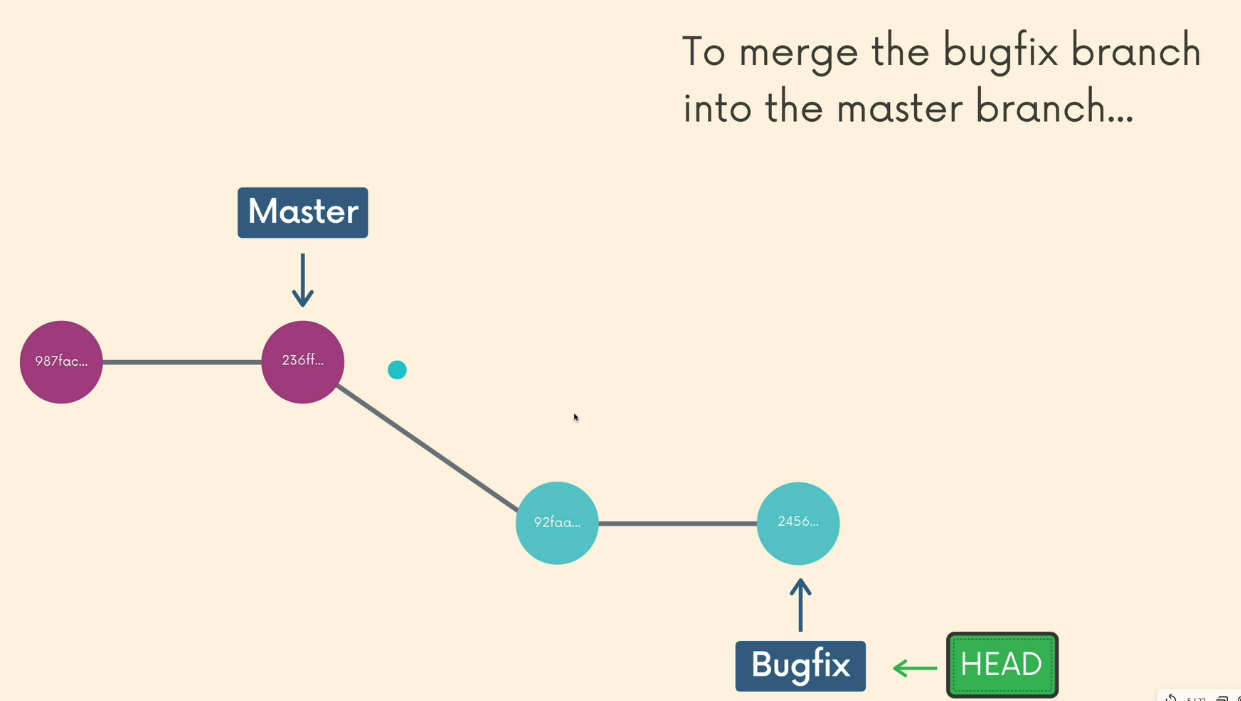 To merge the bugfix branch
into the master branch...
Master
987fac...
236ff...
92faa...
2456...
Bugfix
HEAD